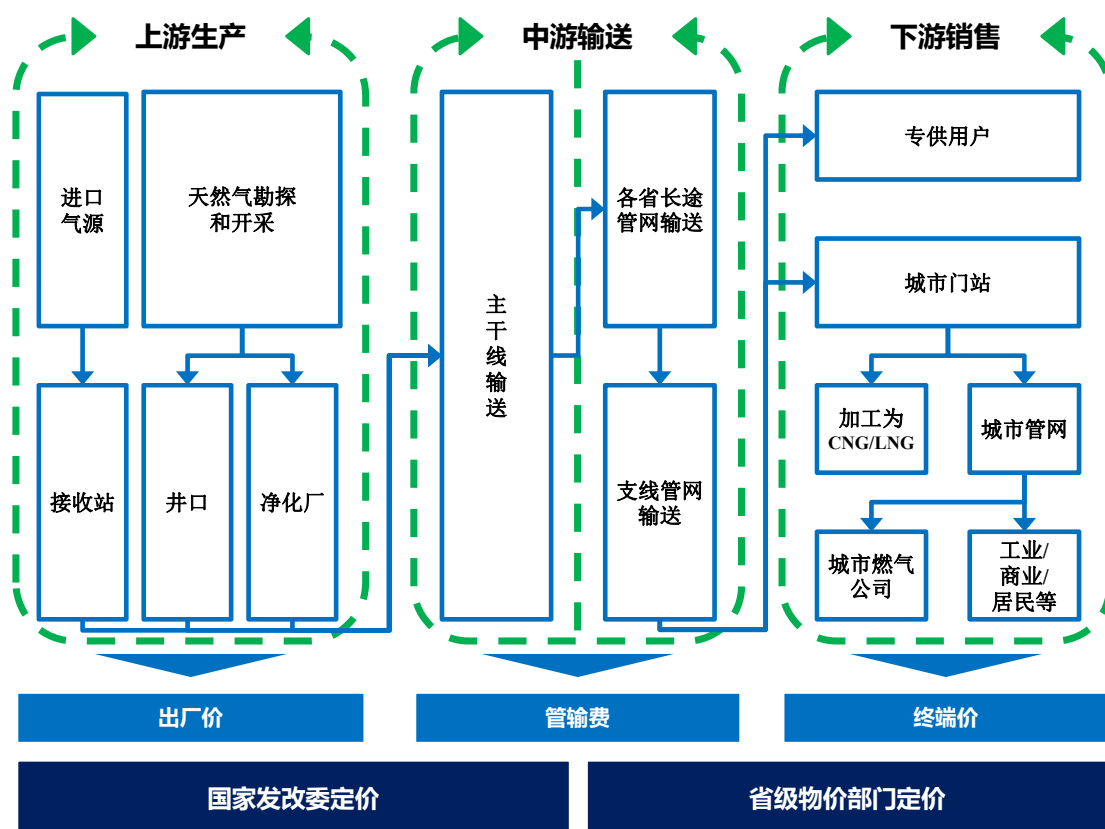 上游生产
中游输送
下游销售
进口
气源
天然气勘探
和开采
接收站
井口
净化厂
主
干
线
输
送
各省长途
管网输送
支线管网
输送
专供用户
城市门站
加工为
CNG/LNG
城市管网
城市燃气
公司
工业/
商业/
居民等
出厂价
管输费
终端价
国家发改委定价
省级物价部门定价